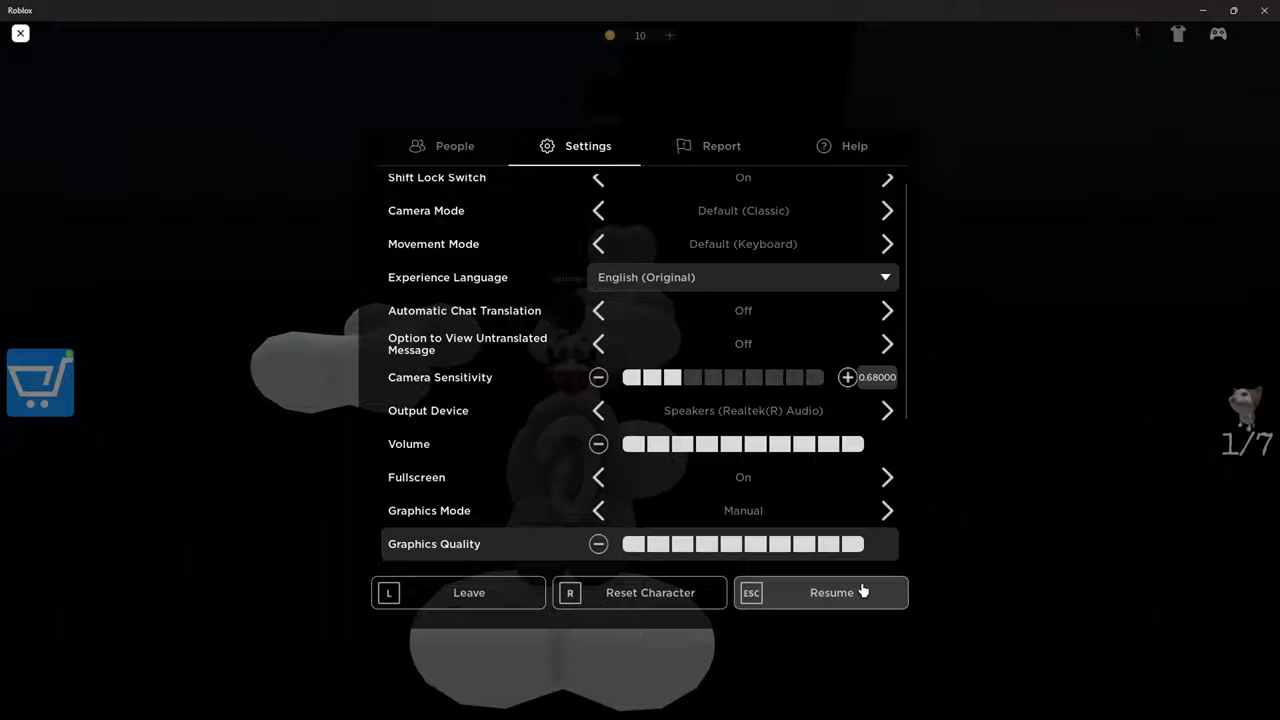 Roblox
10
People
Settings
Report
Help
Shift Lock Switch
On
Camera Mode
Default (Classic)
Movement Mode
Default (Keyboard)
Experience Language
English (Original)
Automatic Chat Translation
Off
Option to View Untranslated
Message
Off
Camera Sensitivity
0.68000
Output Device
Speakers (Realtek(R) Audio)
Volume
Fullscreen
On
Graphics Mode
Manual
Graphics Quality
L
Leave
R
Reset Character
ESC
Resume
1/7